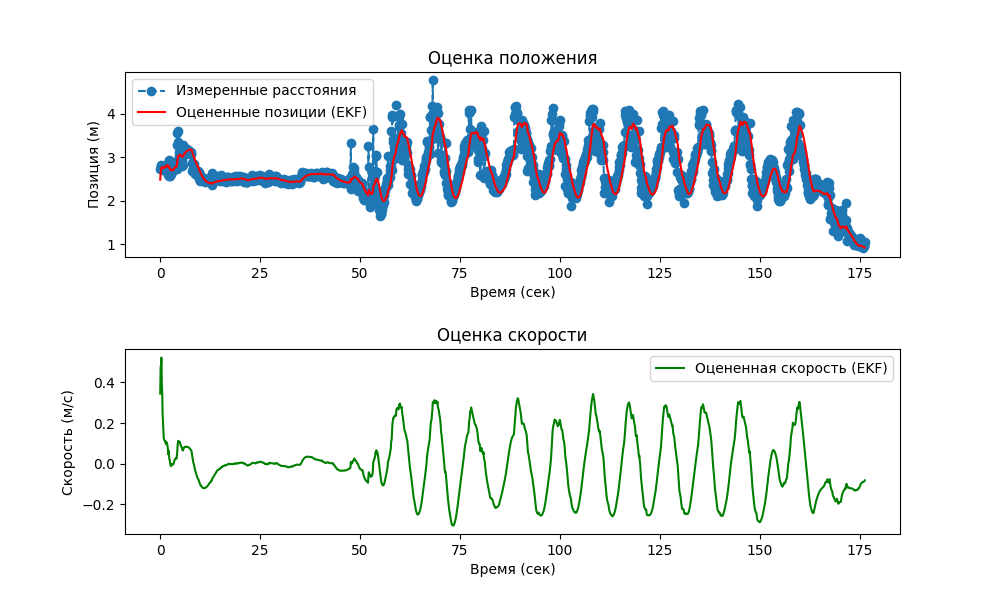 Оценка положения
Измеренные расстояния
Оцененные позиции (EKF)
Позиция (м)
4
3
2
1
0 25 50 75 100 125 150 175
Время (сек)
Оценка скорости
Оцененная скорость (EKF)
Скорость (м/с)
0.4
0.2
0.0
−0.2
0 25 50 75 100 125 150 175
Время (сек)